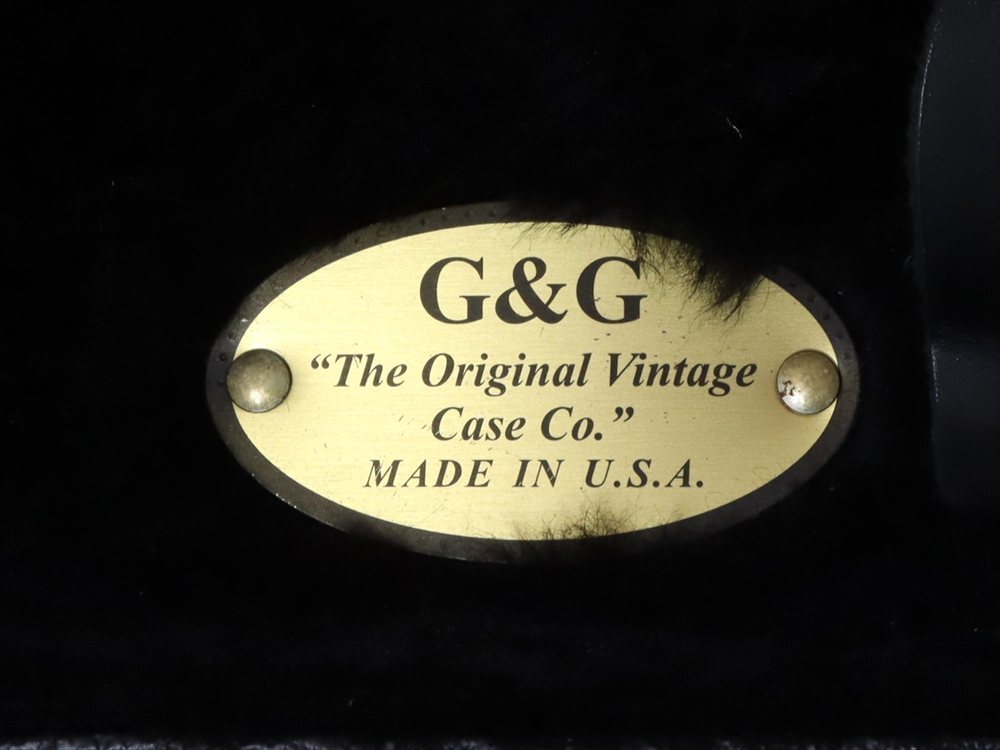 G&G
“The Original Vintage
Case Co.”
MADE IN U.S.A.